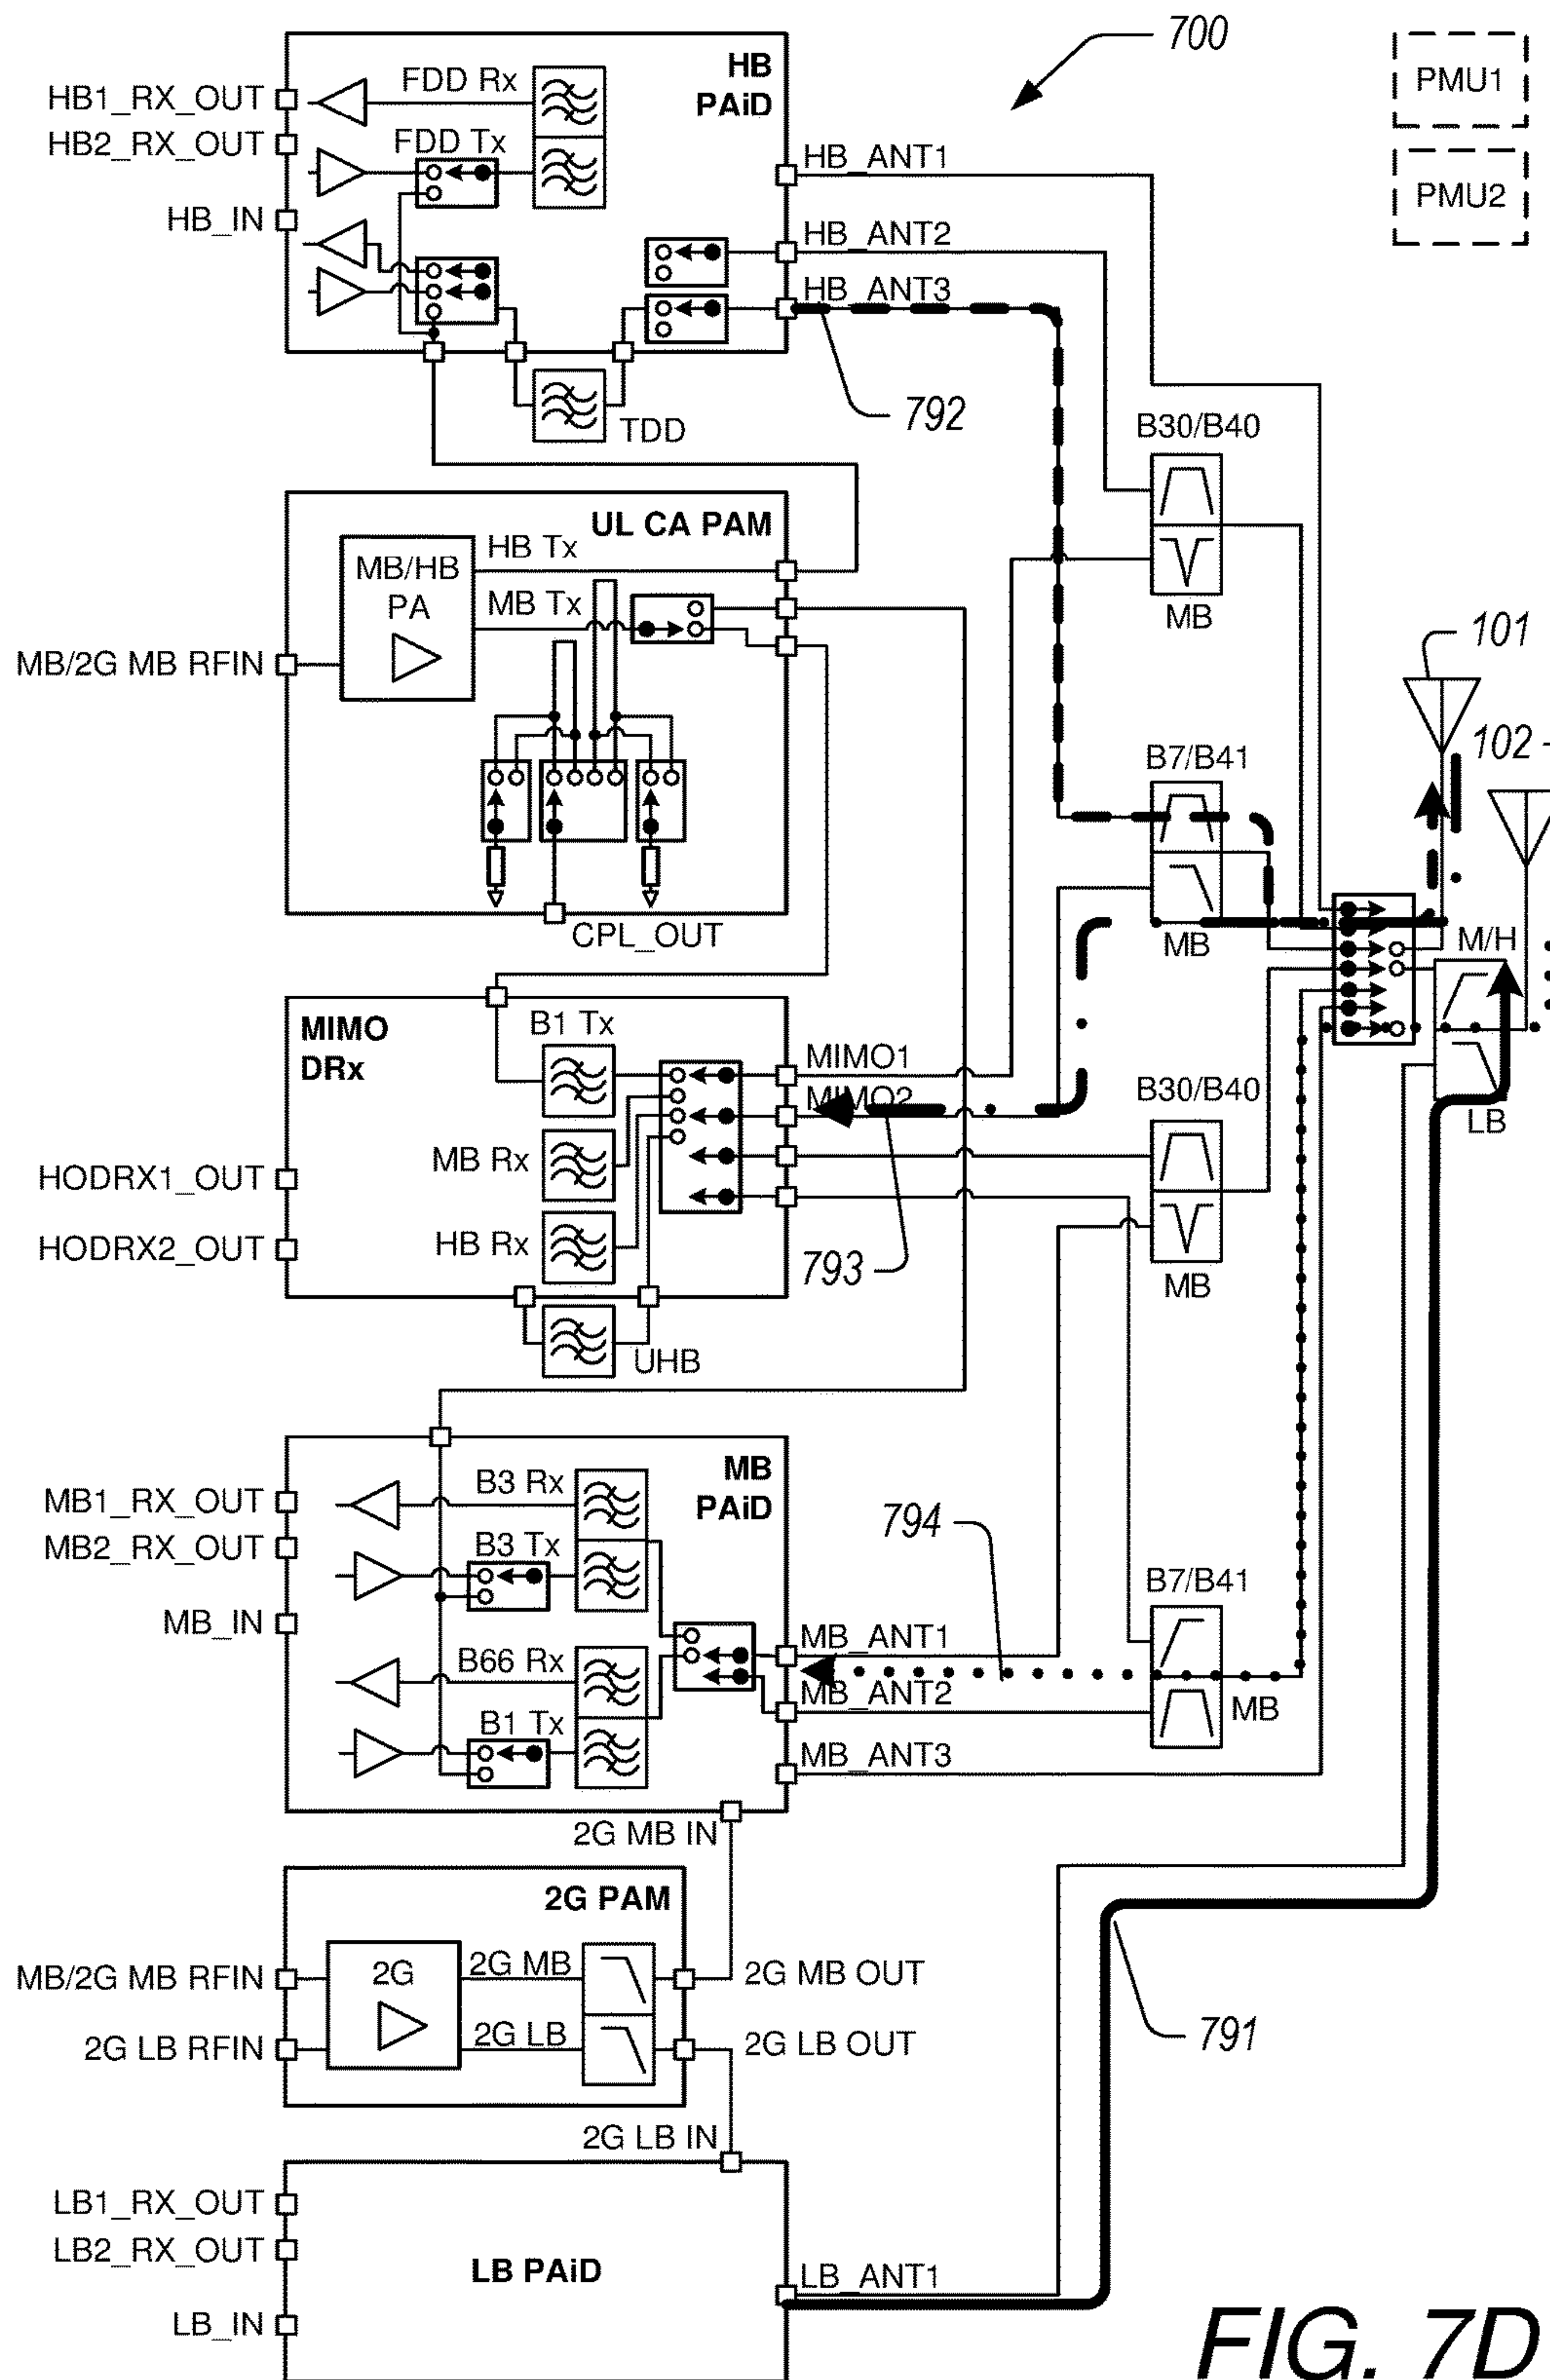 700
PMU1
PMU2
HB
PAiD
HB1_RX_OUT
FDD Rx
HB2_RX_OUT
FDD Tx
HB_IN
HB_ANT1
HB_ANT2
HB_ANT3
792
TDD
B30/B40
MB
UL CA PAM
MB/HB
PA
HB Tx
MB Tx
MB/2G MB RFIN
CPL_OUT
101
102
B7/B41
MB
M/H
LB
MIMO
DRx
B1 Tx
MIMO1
MIMO2
MB Rx
HODRX1_OUT
HB Rx
HODRX2_OUT
793
UHB
B30/B40
MB
MB
PAiD
MB1_RX_OUT
B3 Rx
MB2_RX_OUT
B3 Tx
MB_IN
794
B7/B41
MB_ANT1
B66 Rx
MB_ANT2
MB
B1 Tx
MB_ANT3
2G MB IN
2G PAM
MB/2G MB RFIN
2G
2G MB
2G MB OUT
2G LB RFIN
2G LB
2G LB OUT
791
2G LB IN
LB1_RX_OUT
LB2_RX_OUT
LB PAiD
LB_ANT1
LB_IN
FIG. 7D